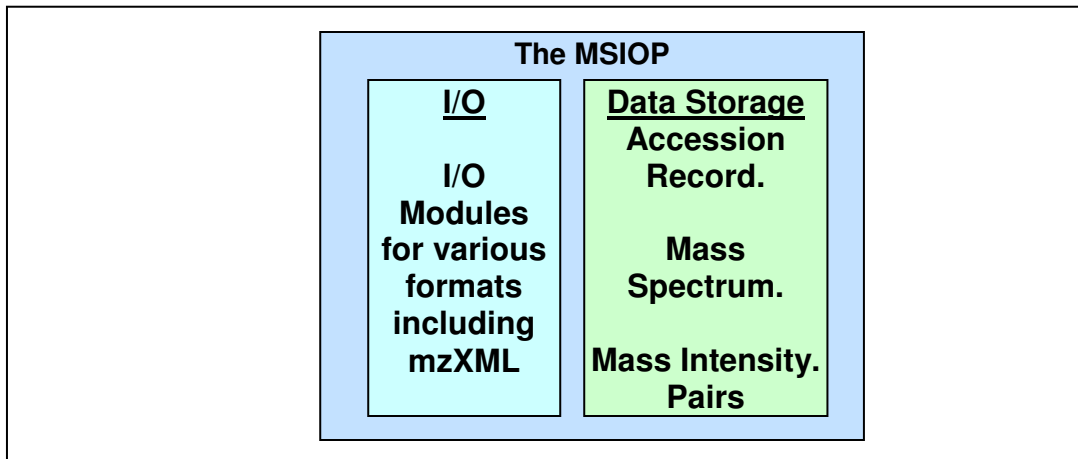 The MSIOP
I/O
I/O
Modules
for various
formats
including
mzXML
Data Storage
Accession
Record.
Mass
Spectrum.
Mass Intensity.
Pairs